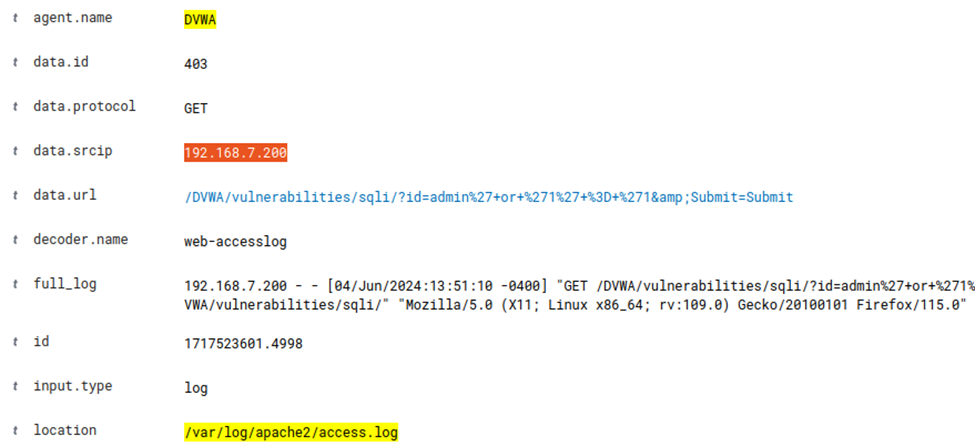 t agent.name DVWA
t data.id 403
t data.protocol GET
t data.srcip 192.168.7.200
t data.url /DVWA/vulnerabilities/sqli/?id=admin%27+or+%271%27+%3D+%271&amp;Submit=Submit
t decoder.name web-accesslog
t full_log 192.168.7.200 - - [04/Jun/2024:13:51:10 -0400] "GET /DVWA/vulnerabilities/sqli/?id=admin%27+or+%271%
VWA/vulnerabilities/sqli/" "Mozilla/5.0 (X11; Linux x86_64; rv:109.0) Gecko/20100101 Firefox/115.0"
t id 1717523601.4998
t input.type log
t location /var/log/apache2/access.log